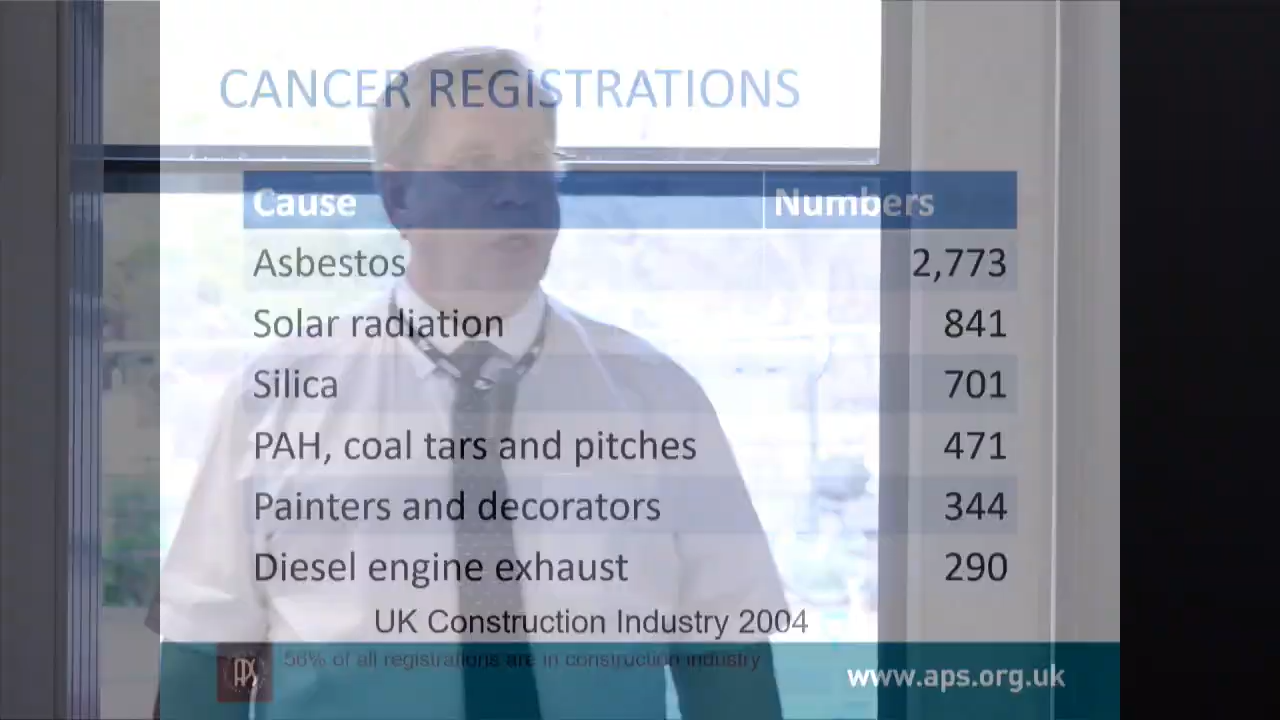 CANCER REGISTRATIONS
Cause Numbers
Asbestos 2,773
Solar radiation 841
Silica 701
PAH, coal tars and pitches 471
Painters and decorators 344
Diesel engine exhaust 290
UK Construction Industry 2004
56% of all registrations are in construction industry
www.aps.org.uk